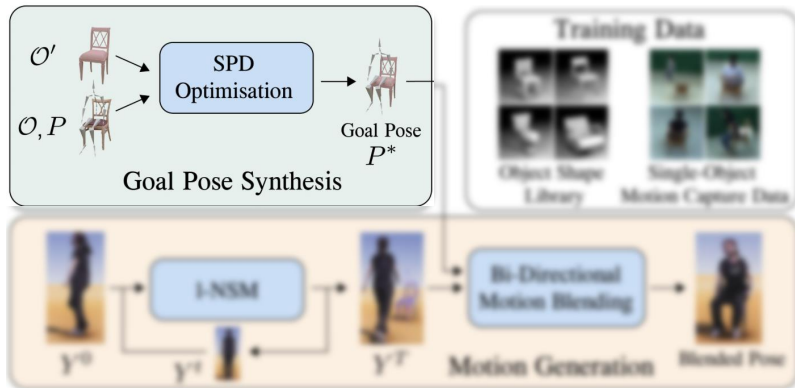 𝒪′
SPD
Optimisation
𝒪, P
Goal Pose
P*
Goal Pose Synthesis
Training Data
Object Shape
Library
Single-Object
Motion Capture Data
l-NSM
Bi-Directional
Motion Blending
Y⁰
Yᵀ
Motion Generation
Blended Pose